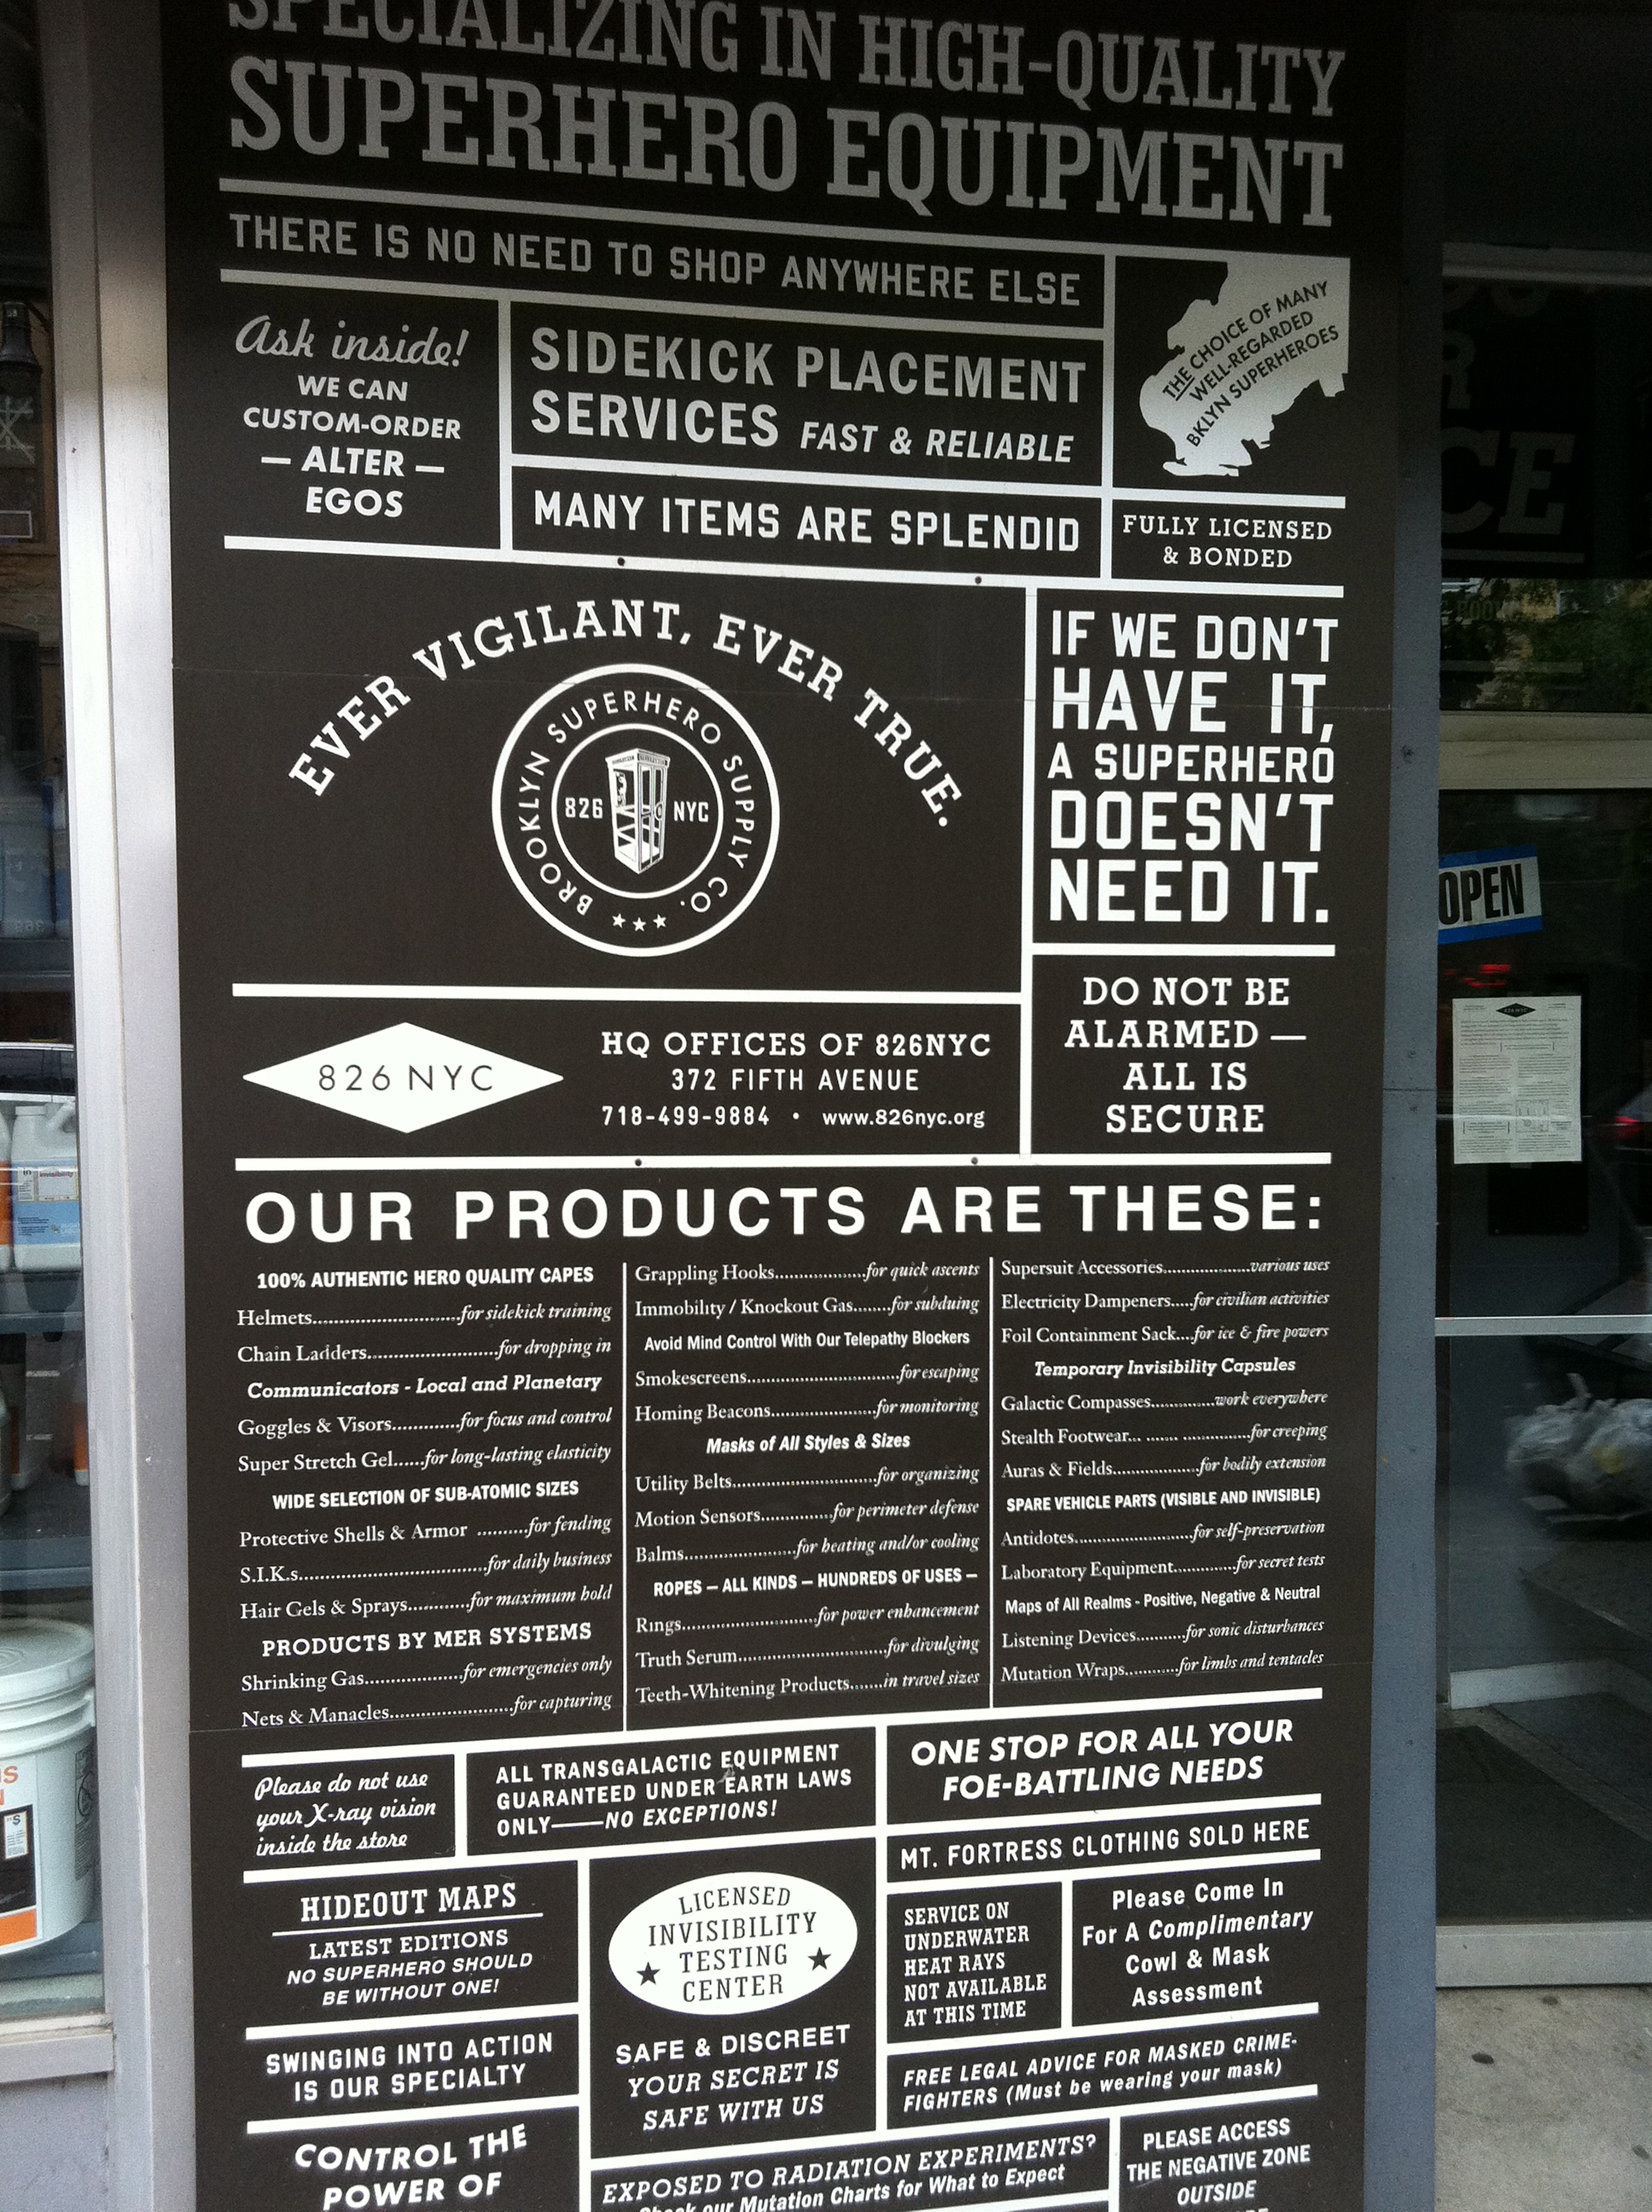 SPECIALIZING IN HIGH-QUALITY
SUPERHERO EQUIPMENT
THERE IS NO NEED TO SHOP ANYWHERE ELSE
Ask inside!
WE CAN
CUSTOM-ORDER
— ALTER —
EGOS
SIDEKICK PLACEMENT
SERVICES FAST & RELIABLE
MANY ITEMS ARE SPLENDID
THE CHOICE OF MANY
WELL-REGARDED
BKLYN SUPERHEROES
FULLY LICENSED
& BONDED
EVER VIGILANT, EVER TRUE.
BROOKLYN SUPERHERO SUPPLY CO.
826 NYC
IF WE DON'T
HAVE IT,
A SUPERHERO
DOESN'T
NEED IT.
826 NYC
HQ OFFICES OF 826NYC
372 FIFTH AVENUE
718-499-9884 • www.826nyc.org
DO NOT BE
ALARMED —
ALL IS
SECURE
OPEN
OUR PRODUCTS ARE THESE:
100% AUTHENTIC HERO QUALITY CAPES
Helmets............................for sidekick training
Chain Ladders.........................for dropping in
Communicators - Local and Planetary
Goggles & Visors.............for focus and control
Super Stretch Gel......for long-lasting elasticity
WIDE SELECTION OF SUB-ATOMIC SIZES
Protective Shells & Armor ..........for fending
S.I.K.s.....................................for daily business
Hair Gels & Sprays............for maximum hold
PRODUCTS BY MER SYSTEMS
Shrinking Gas...................for emergencies only
Nets & Manacles........................for capturing
Grappling Hooks..................for quick ascents
Immobility / Knockout Gas........for subduing
Avoid Mind Control With Our Telepathy Blockers
Smokescreens..............................for escaping
Homing Beacons.....................for monitoring
Masks of All Styles & Sizes
Utility Belts............................for organizing
Motion Sensors..............for perimeter defense
Balms......................for heating and/or cooling
ROPES – ALL KINDS – HUNDREDS OF USES –
Rings...........................for power enhancement
Truth Serum.............................for divulging
Teeth-Whitening Products.......in travel sizes
Supersuit Accessories..................various uses
Electricity Dampeners.....for civilian activities
Foil Containment Sack....for ice & fire powers
Temporary Invisibility Capsules
Galactic Compasses.............work everywhere
Stealth Footwear... ...... ..............for creeping
Auras & Fields..................for bodily extension
SPARE VEHICLE PARTS (VISIBLE AND INVISIBLE)
Antidotes........................for self-preservation
Laboratory Equipment.............for secret tests
Maps of All Realms - Positive, Negative & Neutral
Listening Devices..........for sonic disturbances
Mutation Wraps...........for limbs and tentacles
Please do not use
your X-ray vision
inside the store
ALL TRANSGALACTIC EQUIPMENT
GUARANTEED UNDER EARTH LAWS
ONLY——NO EXCEPTIONS!
ONE STOP FOR ALL YOUR
FOE-BATTLING NEEDS
MT. FORTRESS CLOTHING SOLD HERE
HIDEOUT MAPS
LATEST EDITIONS
NO SUPERHERO SHOULD
BE WITHOUT ONE!
LICENSED
INVISIBILITY
TESTING
CENTER
SAFE & DISCREET
YOUR SECRET IS
SAFE WITH US
SERVICE ON
UNDERWATER
HEAT RAYS
NOT AVAILABLE
AT THIS TIME
Please Come In
For A Complimentary
Cowl & Mask
Assessment
SWINGING INTO ACTION
IS OUR SPECIALTY
FREE LEGAL ADVICE FOR MASKED CRIME-
FIGHTERS (Must be wearing your mask)
CONTROL THE
POWER OF
EXPOSED TO RADIATION EXPERIMENTS?
our Mutation Charts for What to Expect
PLEASE ACCESS
THE NEGATIVE ZONE
OUTSIDE